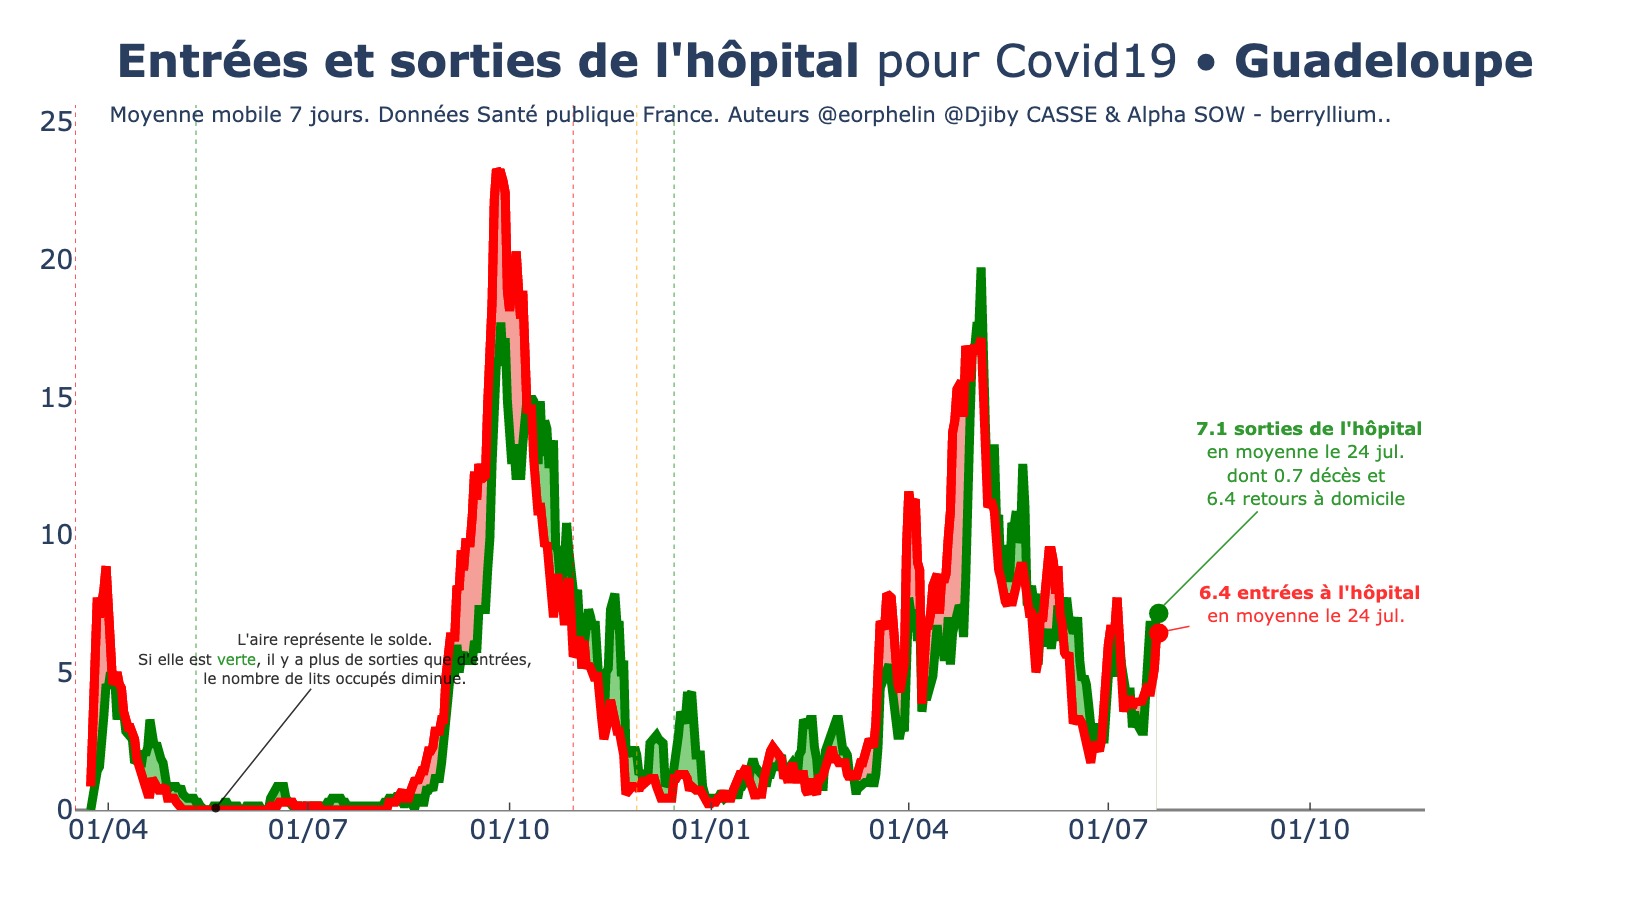 Entrées et sorties de l'hôpital pour Covid19 • Guadeloupe
Moyenne mobile 7 jours. Données Santé publique France. Auteurs @eorphelin @Djiby CASSE & Alpha SOW - berryllium..
25
20
15
10
5
0
7.1 sorties de l'hôpital
en moyenne le 24 jul.
dont 0.7 décès et
6.4 retours à domicile
6.4 entrées à l'hôpital
en moyenne le 24 jul.
L'aire représente le solde.
Si elle est verte, il y a plus de sorties que d'entrées,
le nombre de lits occupés diminue.
01/04 01/07 01/10 01/01 01/04 01/07 01/10